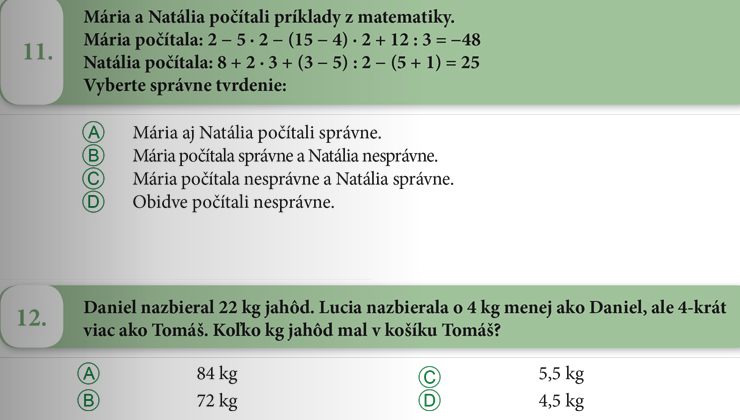 11.
Mária a Natália počítali príklady z matematiky.
Mária počítala: 2 − 5 · 2 − (15 − 4) · 2 + 12 : 3 = −48
Natália počítala: 8 + 2 · 3 + (3 − 5) : 2 − (5 + 1) = 25
Vyberte správne tvrdenie:
A Mária aj Natália počítali správne.
B Mária počítala správne a Natália nesprávne.
C Mária počítala nesprávne a Natália správne.
D Obidve počítali nesprávne.
12.
Daniel nazbieral 22 kg jahôd. Lucia nazbierala o 4 kg menej ako Daniel, ale 4-krát
viac ako Tomáš. Koľko kg jahôd mal v košíku Tomáš?
A 84 kg
B 72 kg
C 5,5 kg
D 4,5 kg